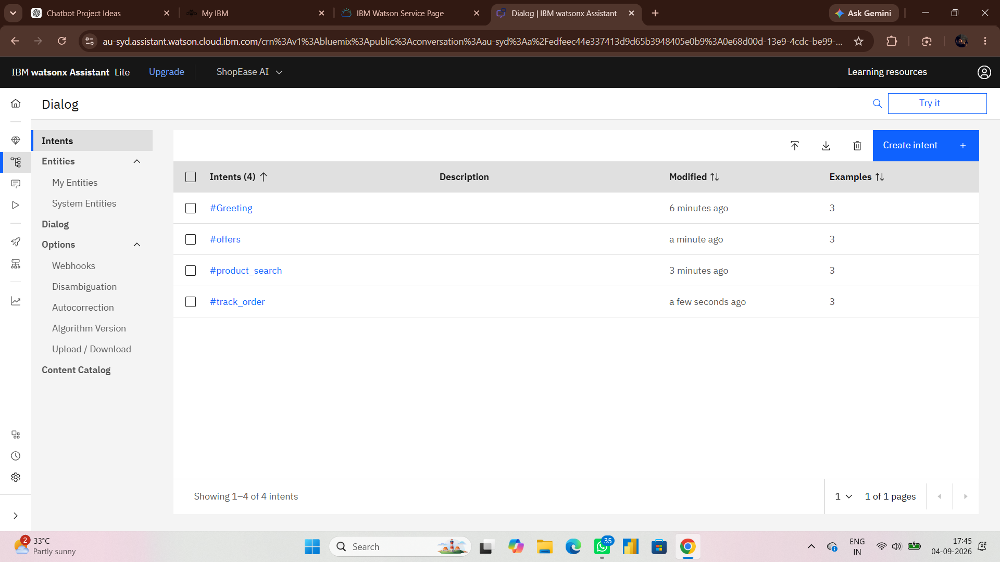 Chatbot Project Ideas
My IBM
IBM Watson Service Page
Dialog | IBM watsonx Assistant
Ask Gemini
au-syd.assistant.watson.cloud.ibm.com/crn%3Av1%3Abluemix%3Apublic%3Aconversation%3Aau-syd%3Aa%2Fedfeec44e337413d9d65b3948405e0b9%3A0e68d00d-13e9-4cdc-be99-...
IBM watsonx Assistant Lite
Upgrade
ShopEase AI
Learning resources
Dialog
Try it
Intents
Entities
My Entities
System Entities
Dialog
Options
Webhooks
Disambiguation
Autocorrection
Algorithm Version
Upload / Download
Content Catalog
Create intent +
Intents (4) Description Modified Examples
#Greeting 6 minutes ago 3
#offers a minute ago 3
#product_search 3 minutes ago 3
#track_order a few seconds ago 3
Showing 1–4 of 4 intents
1
1 of 1 pages
2
33°C
Partly sunny
Search
35
ENG
IN
17:45
04-09-2026